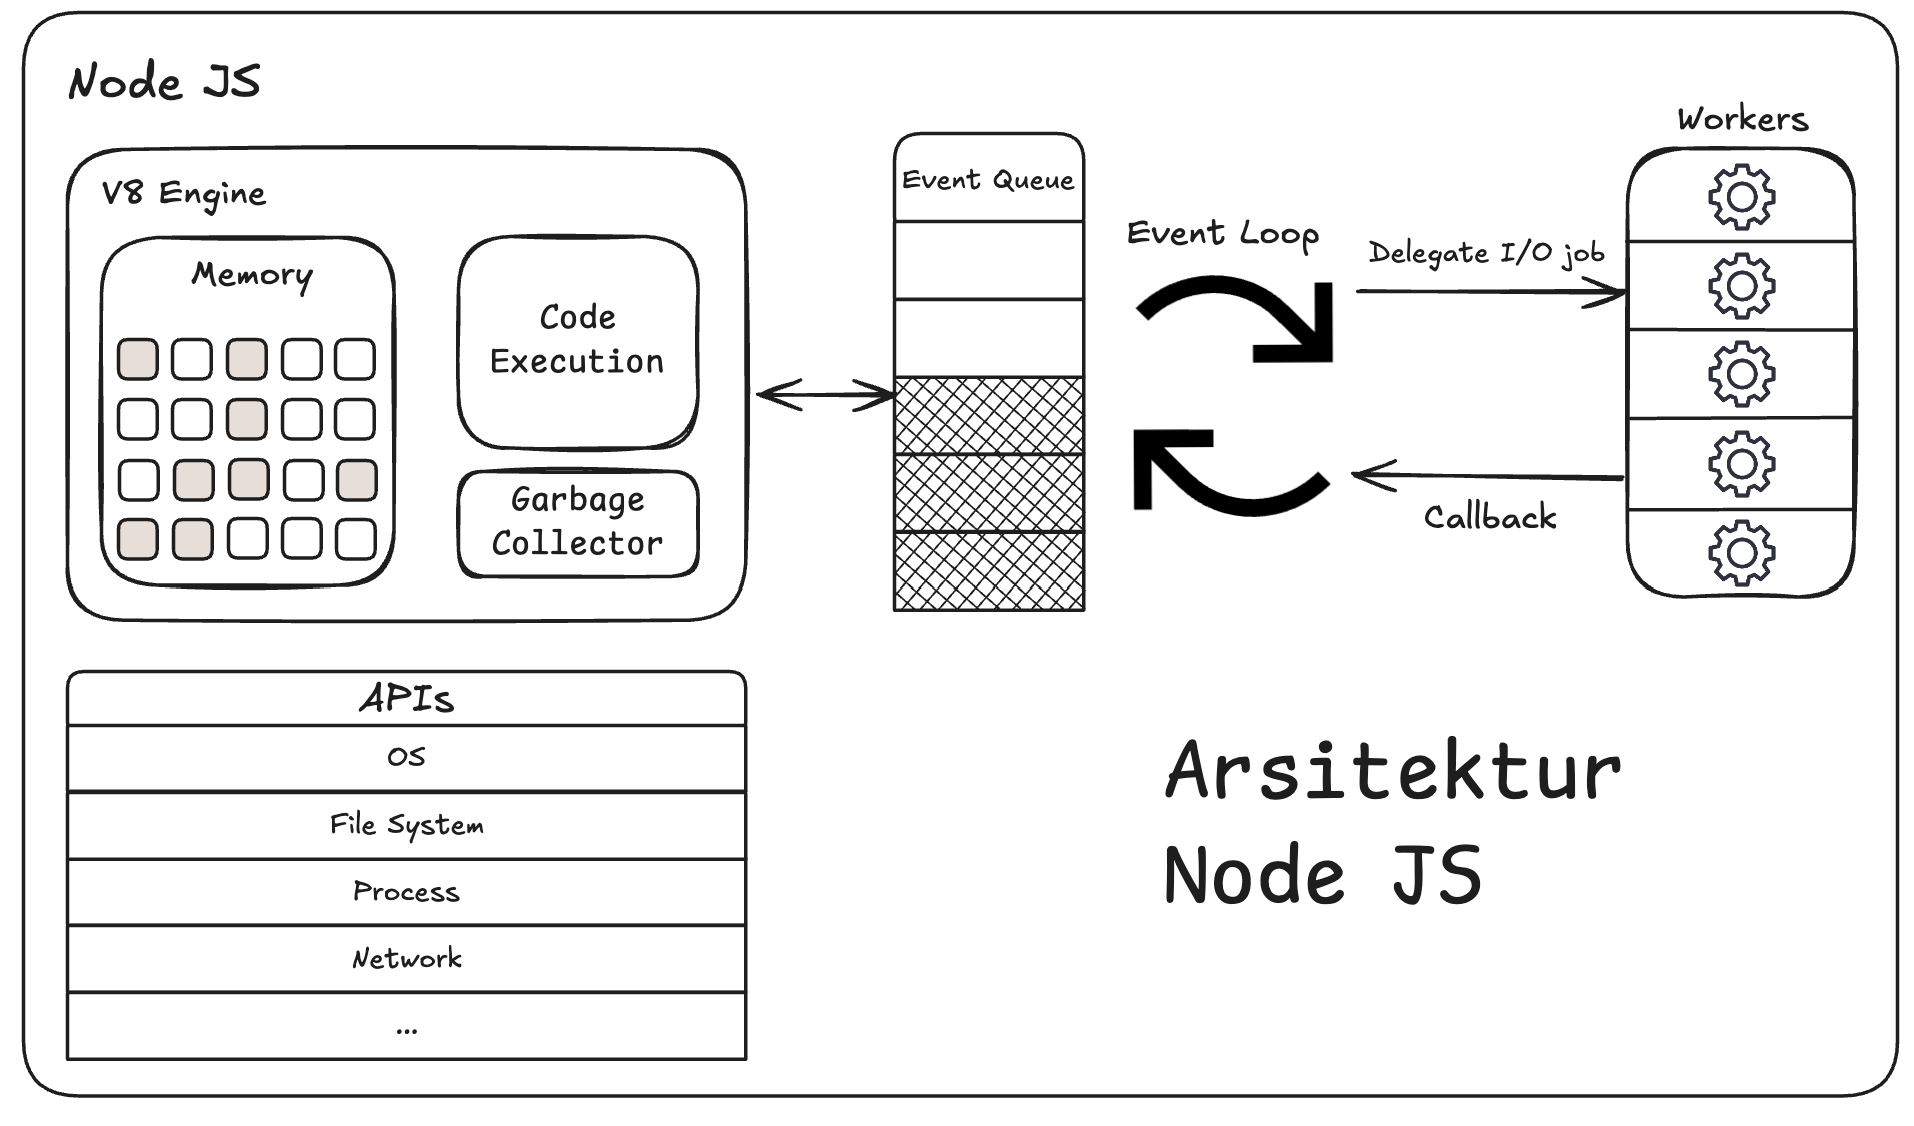 Node JS
V8 Engine
Memory
Code
Execution
Garbage
Collector
Event Queue
Event Loop
Delegate I/O job
Callback
Workers
APIs
OS
File System
Process
Network
...
Arsitektur
Node JS